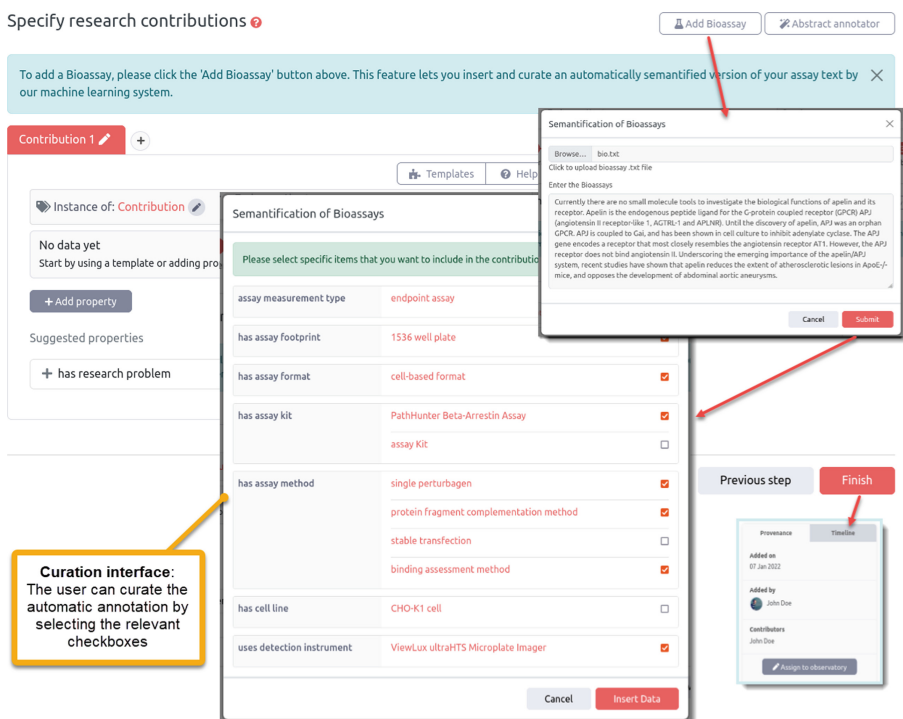 Specify research contributions
Add Bioassay
Abstract annotator
To add a Bioassay, please click the 'Add Bioassay' button above. This feature lets you insert and curate an automatically semantified version of your assay text by
our machine learning system.
Contribution 1
Templates
Help
Instance of: Contribution
No data yet
Start by using a template or adding pro
+ Add property
Suggested properties
+ has research problem
Semantification of Bioassays
Browse... bio.txt
Click to upload bioassay .txt file
Enter the Bioassays
Currently there are no small molecule tools to investigate the biological functions of apelin and its
receptor. Apelin is the endogenous peptide ligand for the G-protein coupled receptor (GPCR) APJ
(angiotensin II receptor-like 1, AGTRL-1 and APLNR). Until the discovery of apelin, APJ was an orphan
GPCR. APJ is coupled to Gai, and has been shown in cell culture to inhibit adenylate cyclase. The APJ
gene encodes a receptor that most closely resembles the angiotensin receptor AT1. However, the APJ
receptor does not bind angiotensin II. Underscoring the emerging importance of the apelin/APJ
system, recent studies have shown that apelin reduces the extent of atherosclerotic lesions in ApoE-/-
mice, and opposes the development of abdominal aortic aneurysms.
Cancel
Submit
Semantification of Bioassays
Please select specific items that you want to include in the contributio
assay measurement type
endpoint assay
has assay footprint
1536 well plate
has assay format
cell-based format
has assay kit
PathHunter Beta-Arrestin Assay
assay Kit
has assay method
single perturbagen
protein fragment complementation method
stable transfection
binding assessment method
has cell line
CHO-K1 cell
uses detection instrument
ViewLux ultraHTS Microplate Imager
Cancel
Insert Data
Curation interface:
The user can curate the
automatic annotation by
selecting the relevant
checkboxes
Previous step
Finish
Provenance
Timeline
Added on
07 Jan 2022
Added by
John Doe
Contributors
John Doe
Assign to observatory